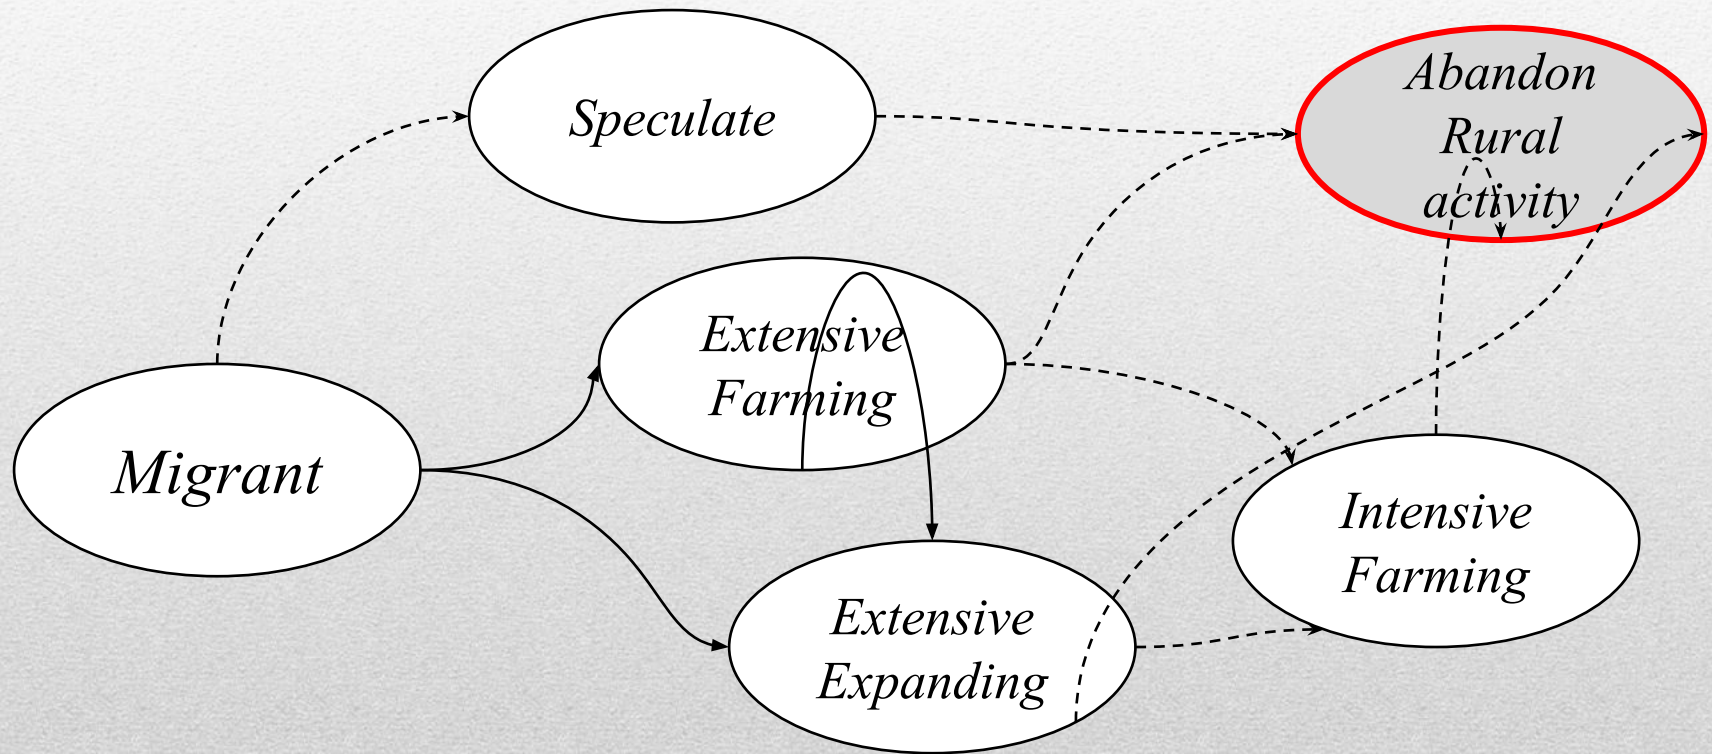 Speculate
Abandon
Rural
activity
Extensive
Farming
Migrant
Intensive
Farming
Extensive
Expanding